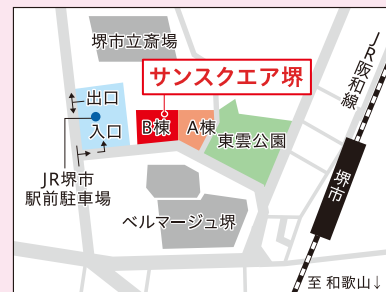 堺市立斎場
JR阪和線
サンスクエア堺
出口
入口
B棟
A棟
東雲公園
JR堺市
駅前駐車場
堺市
ベルマージュ堺
至 和歌山↓